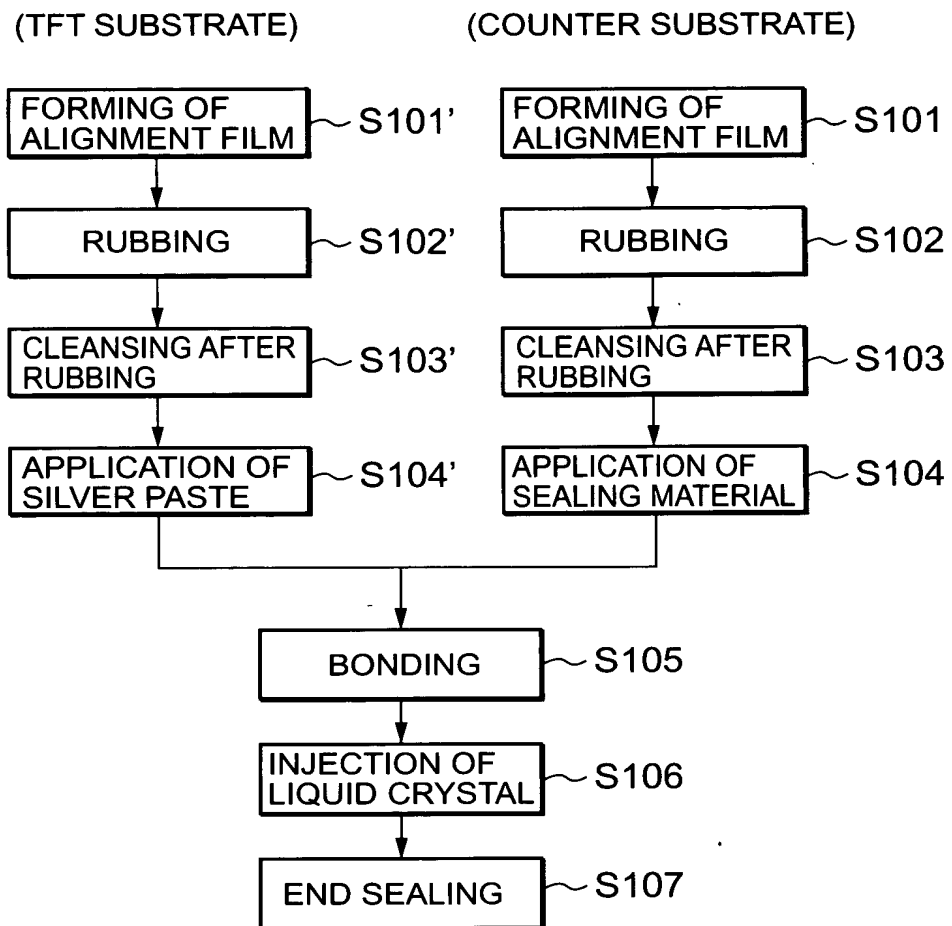 (TFT SUBSTRATE)
(COUNTER SUBSTRATE)
FORMING OF
ALIGNMENT FILM
S101'
FORMING OF
ALIGNMENT FILM
S101
RUBBING
S102'
RUBBING
S102
CLEANSING AFTER
RUBBING
S103'
CLEANSING AFTER
RUBBING
S103
APPLICATION OF
SILVER PASTE
S104'
APPLICATION OF
SEALING MATERIAL
S104
BONDING
S105
INJECTION OF
LIQUID CRYSTAL
S106
END SEALING
S107